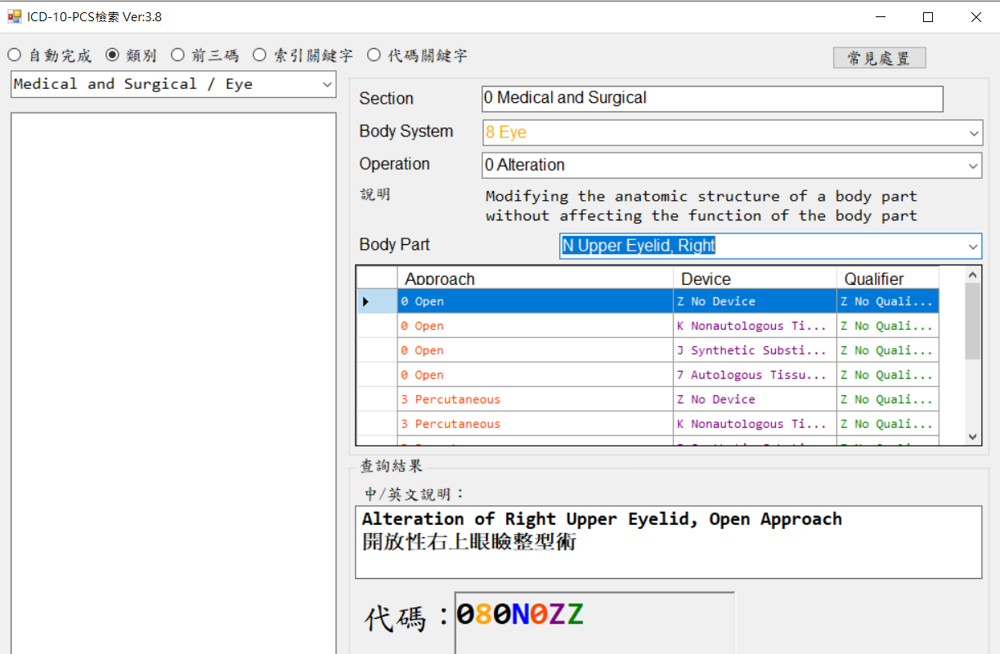 ICD-10-PCS檢索 Ver:3.8
自動完成 類別 前三碼 索引關鍵字 代碼關鍵字
常見處置
Medical and Surgical / Eye
Section 0 Medical and Surgical
Body System 8 Eye
Operation 0 Alteration
說明 Modifying the anatomic structure of a body part
without affecting the function of the body part
Body Part N Upper Eyelid, Right
Approach Device Qualifier
0 Open Z No Device Z No Quali...
0 Open K Nonautologous Ti... Z No Quali...
0 Open J Synthetic Substi... Z No Quali...
0 Open 7 Autologous Tissu... Z No Quali...
3 Percutaneous Z No Device Z No Quali...
3 Percutaneous K Nonautologous Ti... Z No Quali...
查詢結果
中/英文說明：
Alteration of Right Upper Eyelid, Open Approach
開放性右上眼瞼整型術
代碼：080N0ZZ